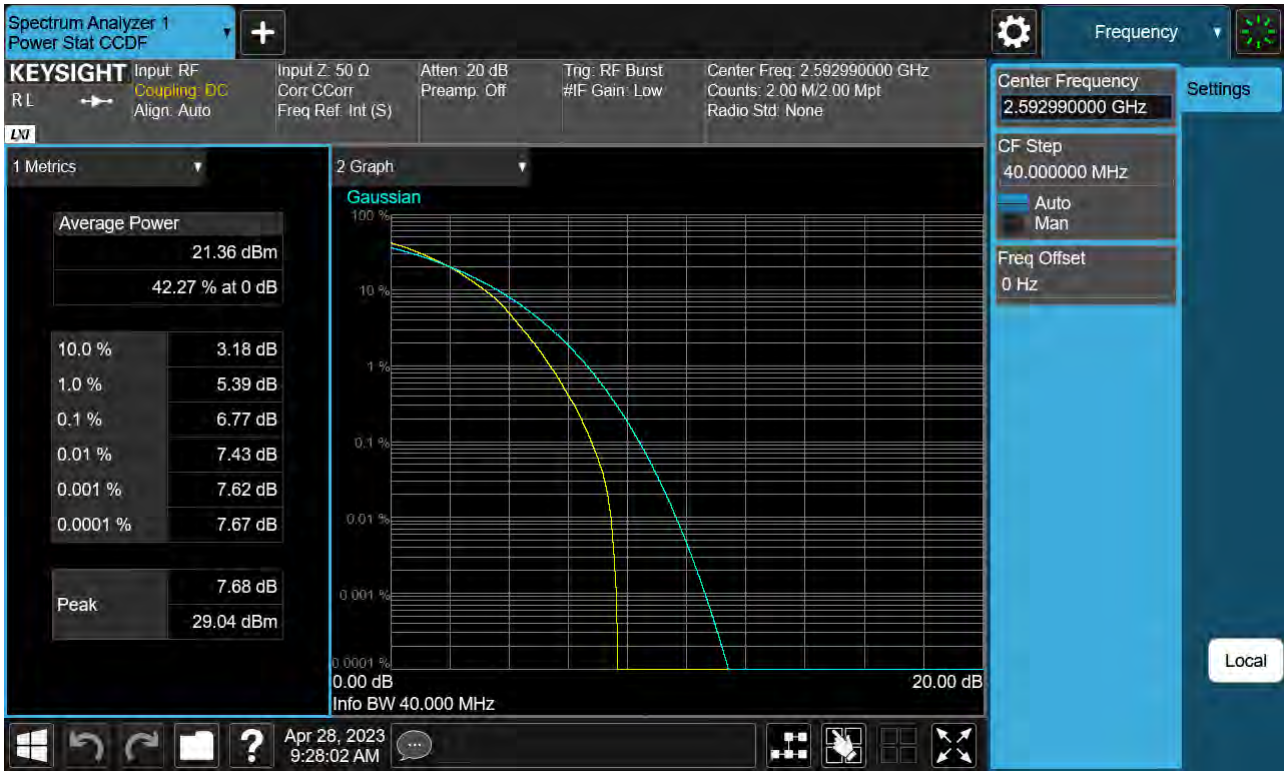 Spectrum Analyzer 1
Power Stat CCDF
+
Frequency
KEYSIGHT
RL
LXI
Input: RF
Coupling: DC
Align: Auto
Input Z: 50 Ω
Corr CCorr
Freq Ref: Int (S)
Atten: 20 dB
Preamp: Off
Trig: RF Burst
#IF Gain: Low
Center Freq: 2.592990000 GHz
Counts: 2.00 M/2.00 Mpt
Radio Std: None
Center Frequency
2.592990000 GHz
Settings
CF Step
40.000000 MHz
Auto
Man
Freq Offset
0 Hz
1 Metrics
Average Power
21.36 dBm
42.27 % at 0 dB
10.0 % 3.18 dB
1.0 % 5.39 dB
0.1 % 6.77 dB
0.01 % 7.43 dB
0.001 % 7.62 dB
0.0001 % 7.67 dB
Peak
7.68 dB
29.04 dBm
2 Graph
Gaussian
100 %
10 %
1 %
0.1 %
0.01 %
0.001 %
0.0001 %
0.00 dB 20.00 dB
Info BW 40.000 MHz
Local
?
Apr 28, 2023
9:28:02 AM